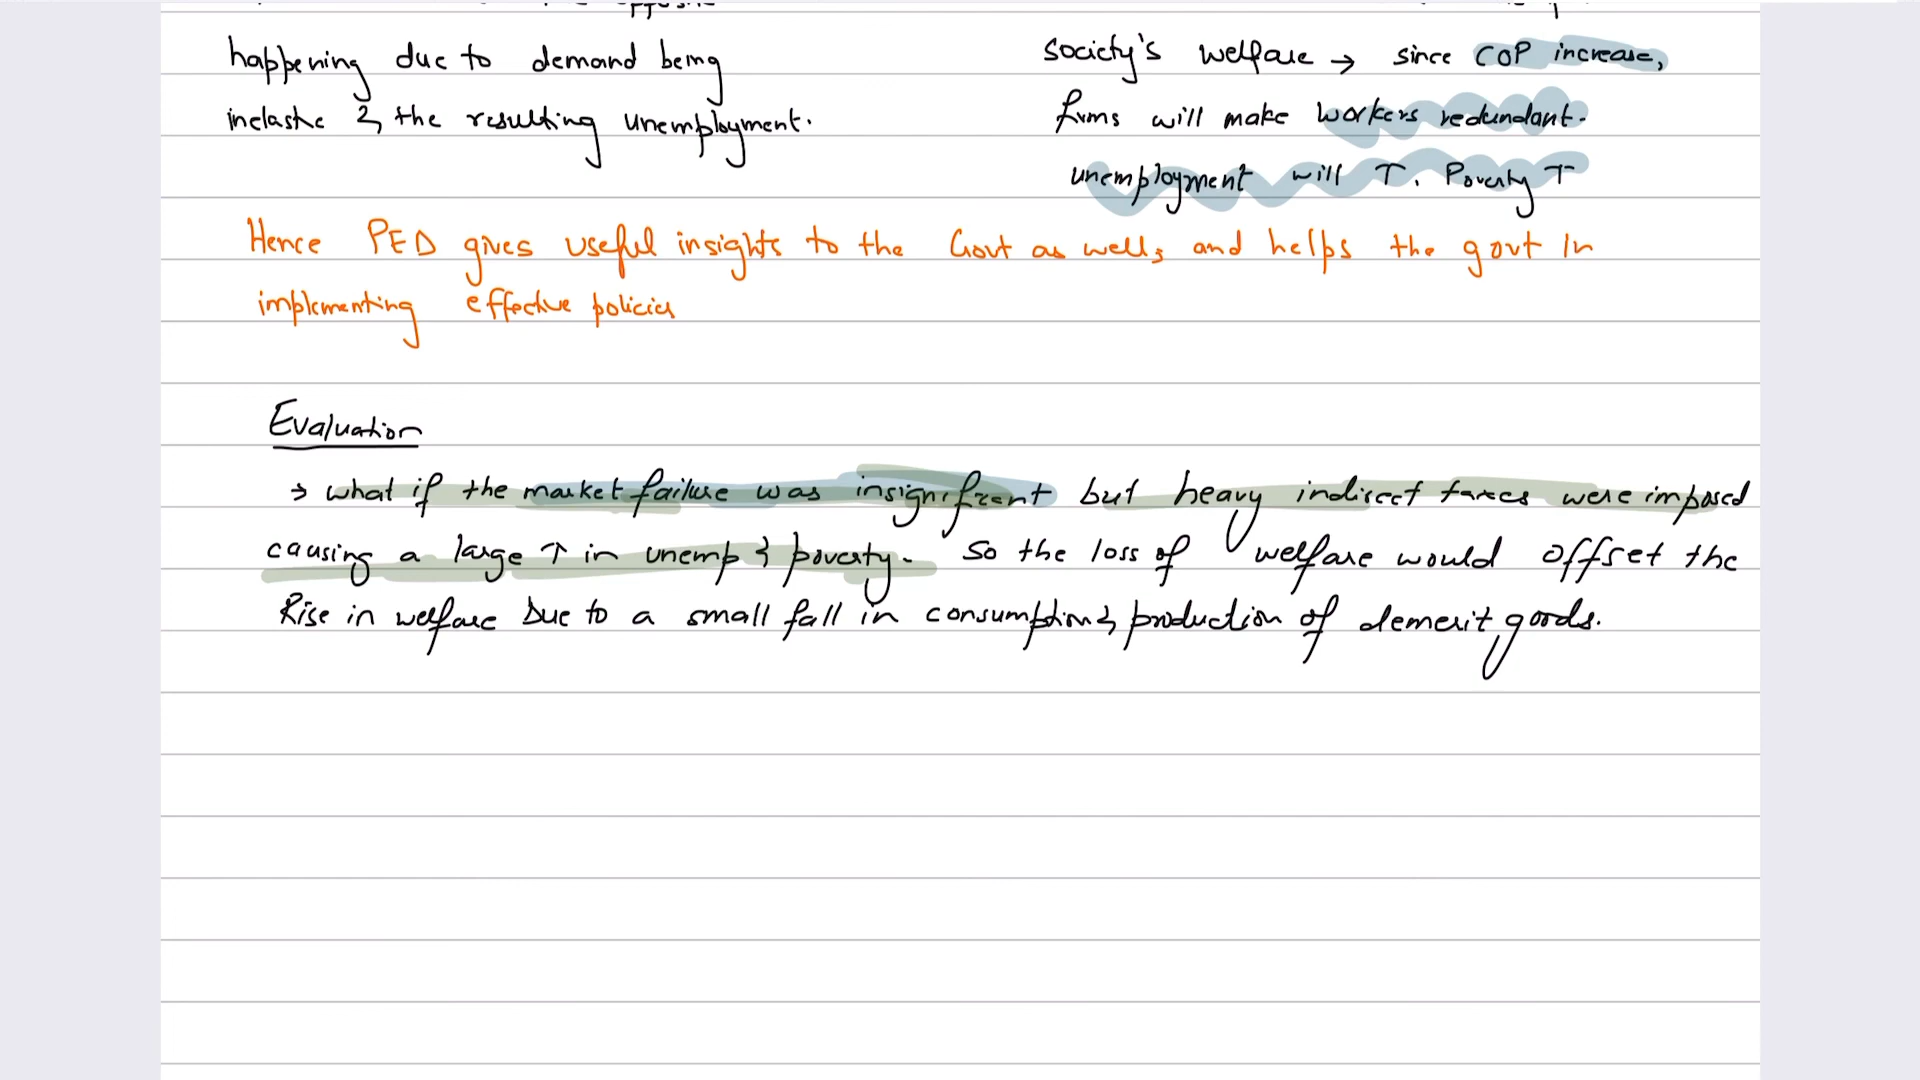 happening due to demand being
inelastic & the resulting unemployment.
society's welfare → since COP increase,
firms will make workers redundant.
unemployment will ↑. Poverty ↑
Hence PED gives useful insights to the Govt as well, and helps the govt in
implementing effective policies
Evaluation
→ what if the market failure was insignificant but heavy indirect taxes were imposed
causing a large ↑ in unemp & poverty. So the loss of welfare would offset the
Rise in welfare Due to a small fall in consumption & production of demerit goods.